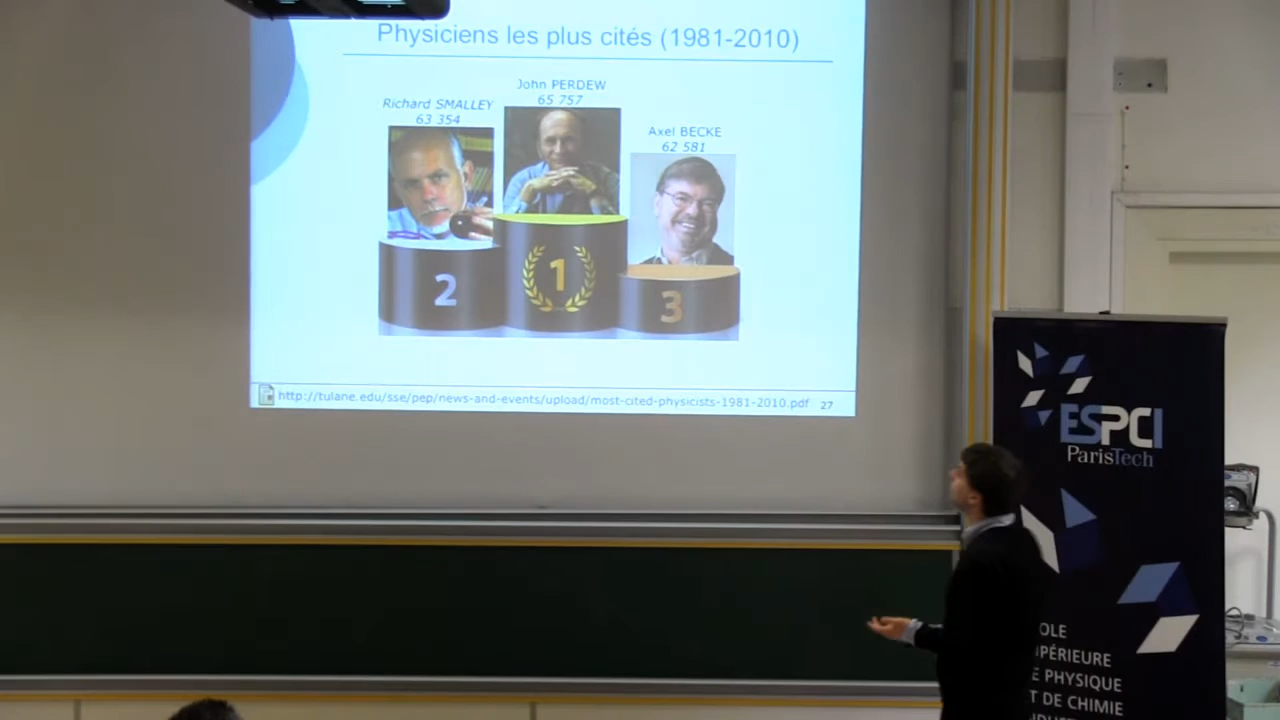 Physiciens les plus cités (1981-2010)
John PERDEW
65 757
Richard SMALLEY
63 354
Axel BECKE
62 581
2
1
3
http://tulane.edu/sse/pep/news-and-events/upload/most-cited-physicists-1981-2010.pdf 27
ESPCI
ParisTech
OLE
PÉRIEURE
E PHYSIQUE
T DE CHIMIE